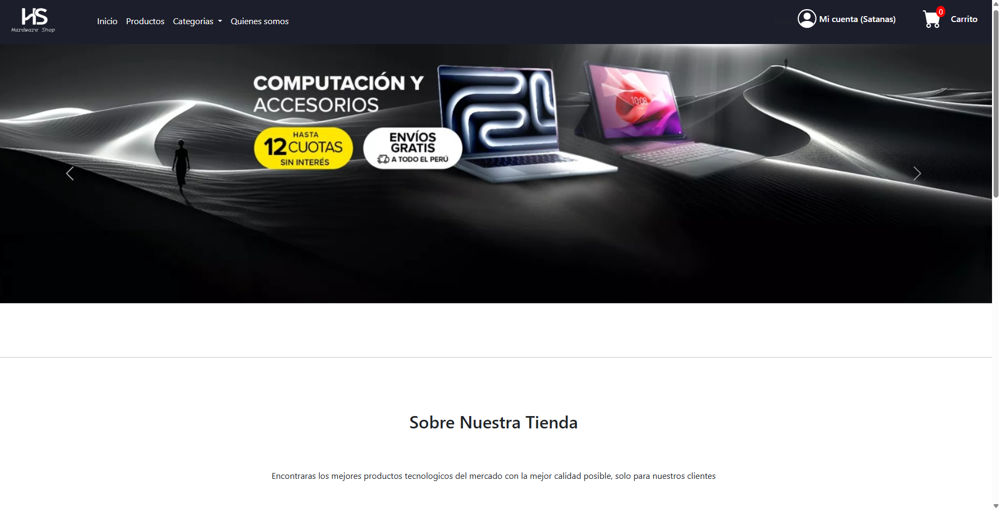 HS
Hardware Shop
Inicio Productos Categorias Quienes somos
Mi cuenta (Satanas)
0
Carrito
COMPUTACIÓN Y
ACCESORIOS
HASTA
12 CUOTAS
SIN INTERÉS
ENVÍOS
GRATIS
A TODO EL PERÚ
10:08
Sobre Nuestra Tienda
Encontraras los mejores productos tecnologicos del mercado con la mejor calidad posible, solo para nuestros clientes